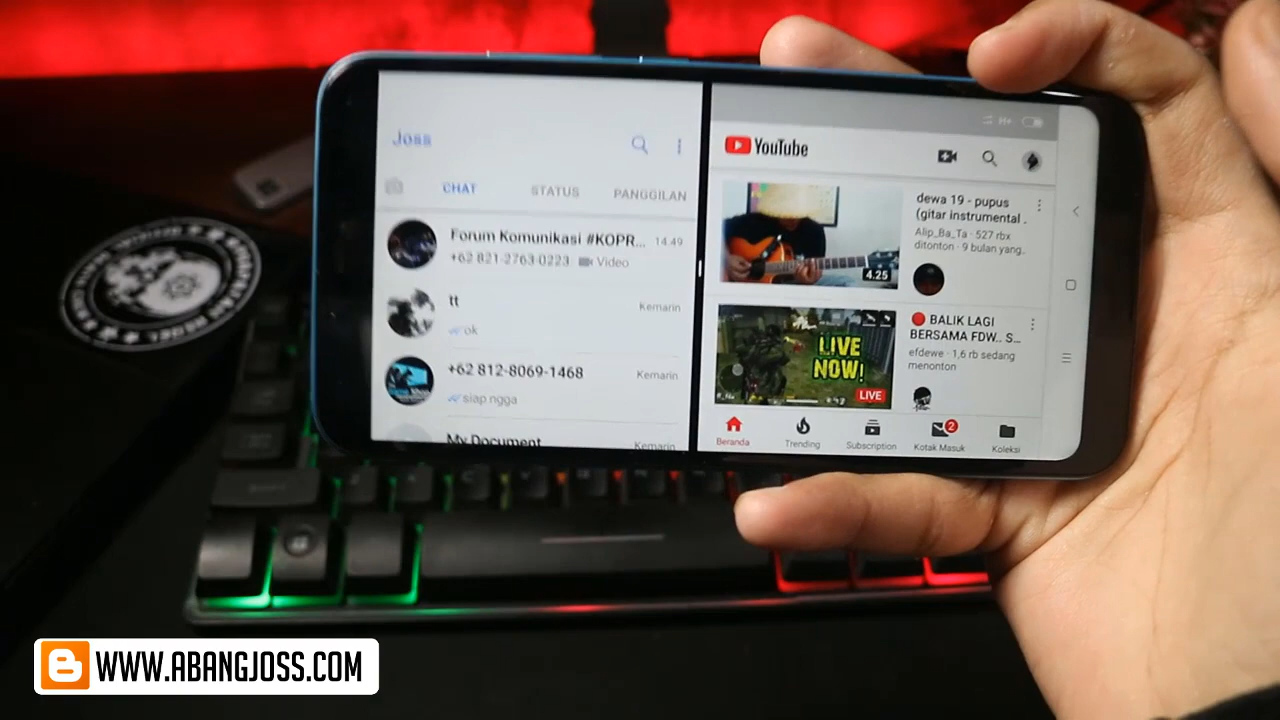 Joss
CHAT STATUS PANGGILAN
Forum Komunikasi #KOPR... 14.49
+62 821-2763-0223 Video
tt Kemarin
ok
+62 812-8069-1468 Kemarin
siap ngga
My Document Kemarin
YouTube
4.25
dewa 19 - pupus
(gitar instrumental .
Alip_Ba_Ta · 527 rbx
ditonton · 9 bulan yang.
LIVE
NOW!
LIVE
BALIK LAGI
BERSAMA FDW.. S...
efdewe · 1,6 rb sedang
menonton
2
Beranda Trending Subscription Kotak Masuk Koleksi
WWW.ABANGJOSS.COM